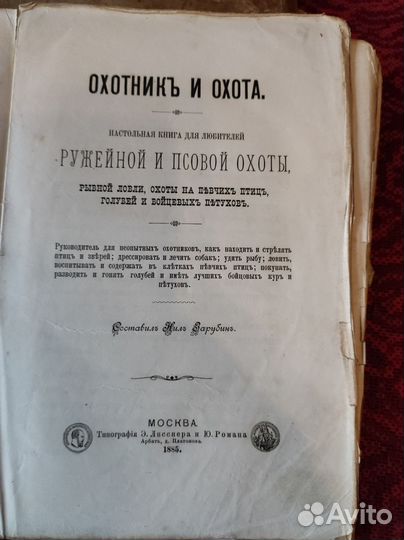 ОХОТНИКЪ И ОХОТА.
НАСТОЛЬНАЯ КНИГА ДЛЯ ЛЮБИТЕЛЕЙ
РУЖЕЙНОЙ И ПСОВОЙ ОХОТЫ,
РЫБНОЙ ЛОВЛИ, ОХОТЫ НА ПѢВЧИХЪ ПТИЦЪ,
ГОЛУБЕЙ И БОЙЦЕВЫХЪ ПѢТУХОВЪ.
Руководитель для неопытныхъ охотниковъ, какъ находить и стрѣлять
птицъ и звѣрей; дрессировать и лечить собакъ; удить рыбу; ловить,
воспитывать и содержать въ клѣткахъ пѣвчихъ птицъ; покупать,
разводить и гонять голубей и имѣть лучшихъ бойцовыхъ куръ и
пѣтуховъ.
Составилъ Нилъ Зарубинъ.
МОСКВА.
Типографія Э. Лисснера и Ю. Романа
Арбатъ, д. Платонова.
1885.
Avito